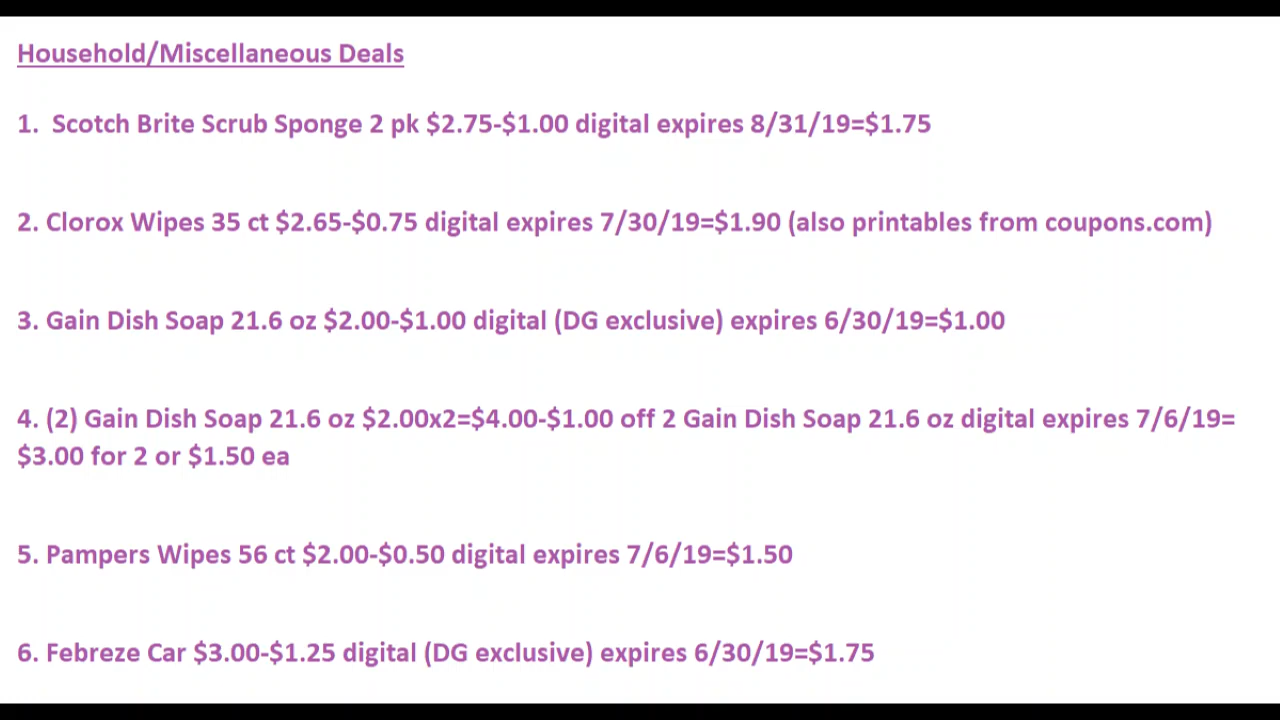 Household/Miscellaneous Deals
1.  Scotch Brite Scrub Sponge 2 pk $2.75-$1.00 digital expires 8/31/19=$1.75
2. Clorox Wipes 35 ct $2.65-$0.75 digital expires 7/30/19=$1.90 (also printables from coupons.com)
3. Gain Dish Soap 21.6 oz $2.00-$1.00 digital (DG exclusive) expires 6/30/19=$1.00
4. (2) Gain Dish Soap 21.6 oz $2.00x2=$4.00-$1.00 off 2 Gain Dish Soap 21.6 oz digital expires 7/6/19=
$3.00 for 2 or $1.50 ea
5. Pampers Wipes 56 ct $2.00-$0.50 digital expires 7/6/19=$1.50
6. Febreze Car $3.00-$1.25 digital (DG exclusive) expires 6/30/19=$1.75